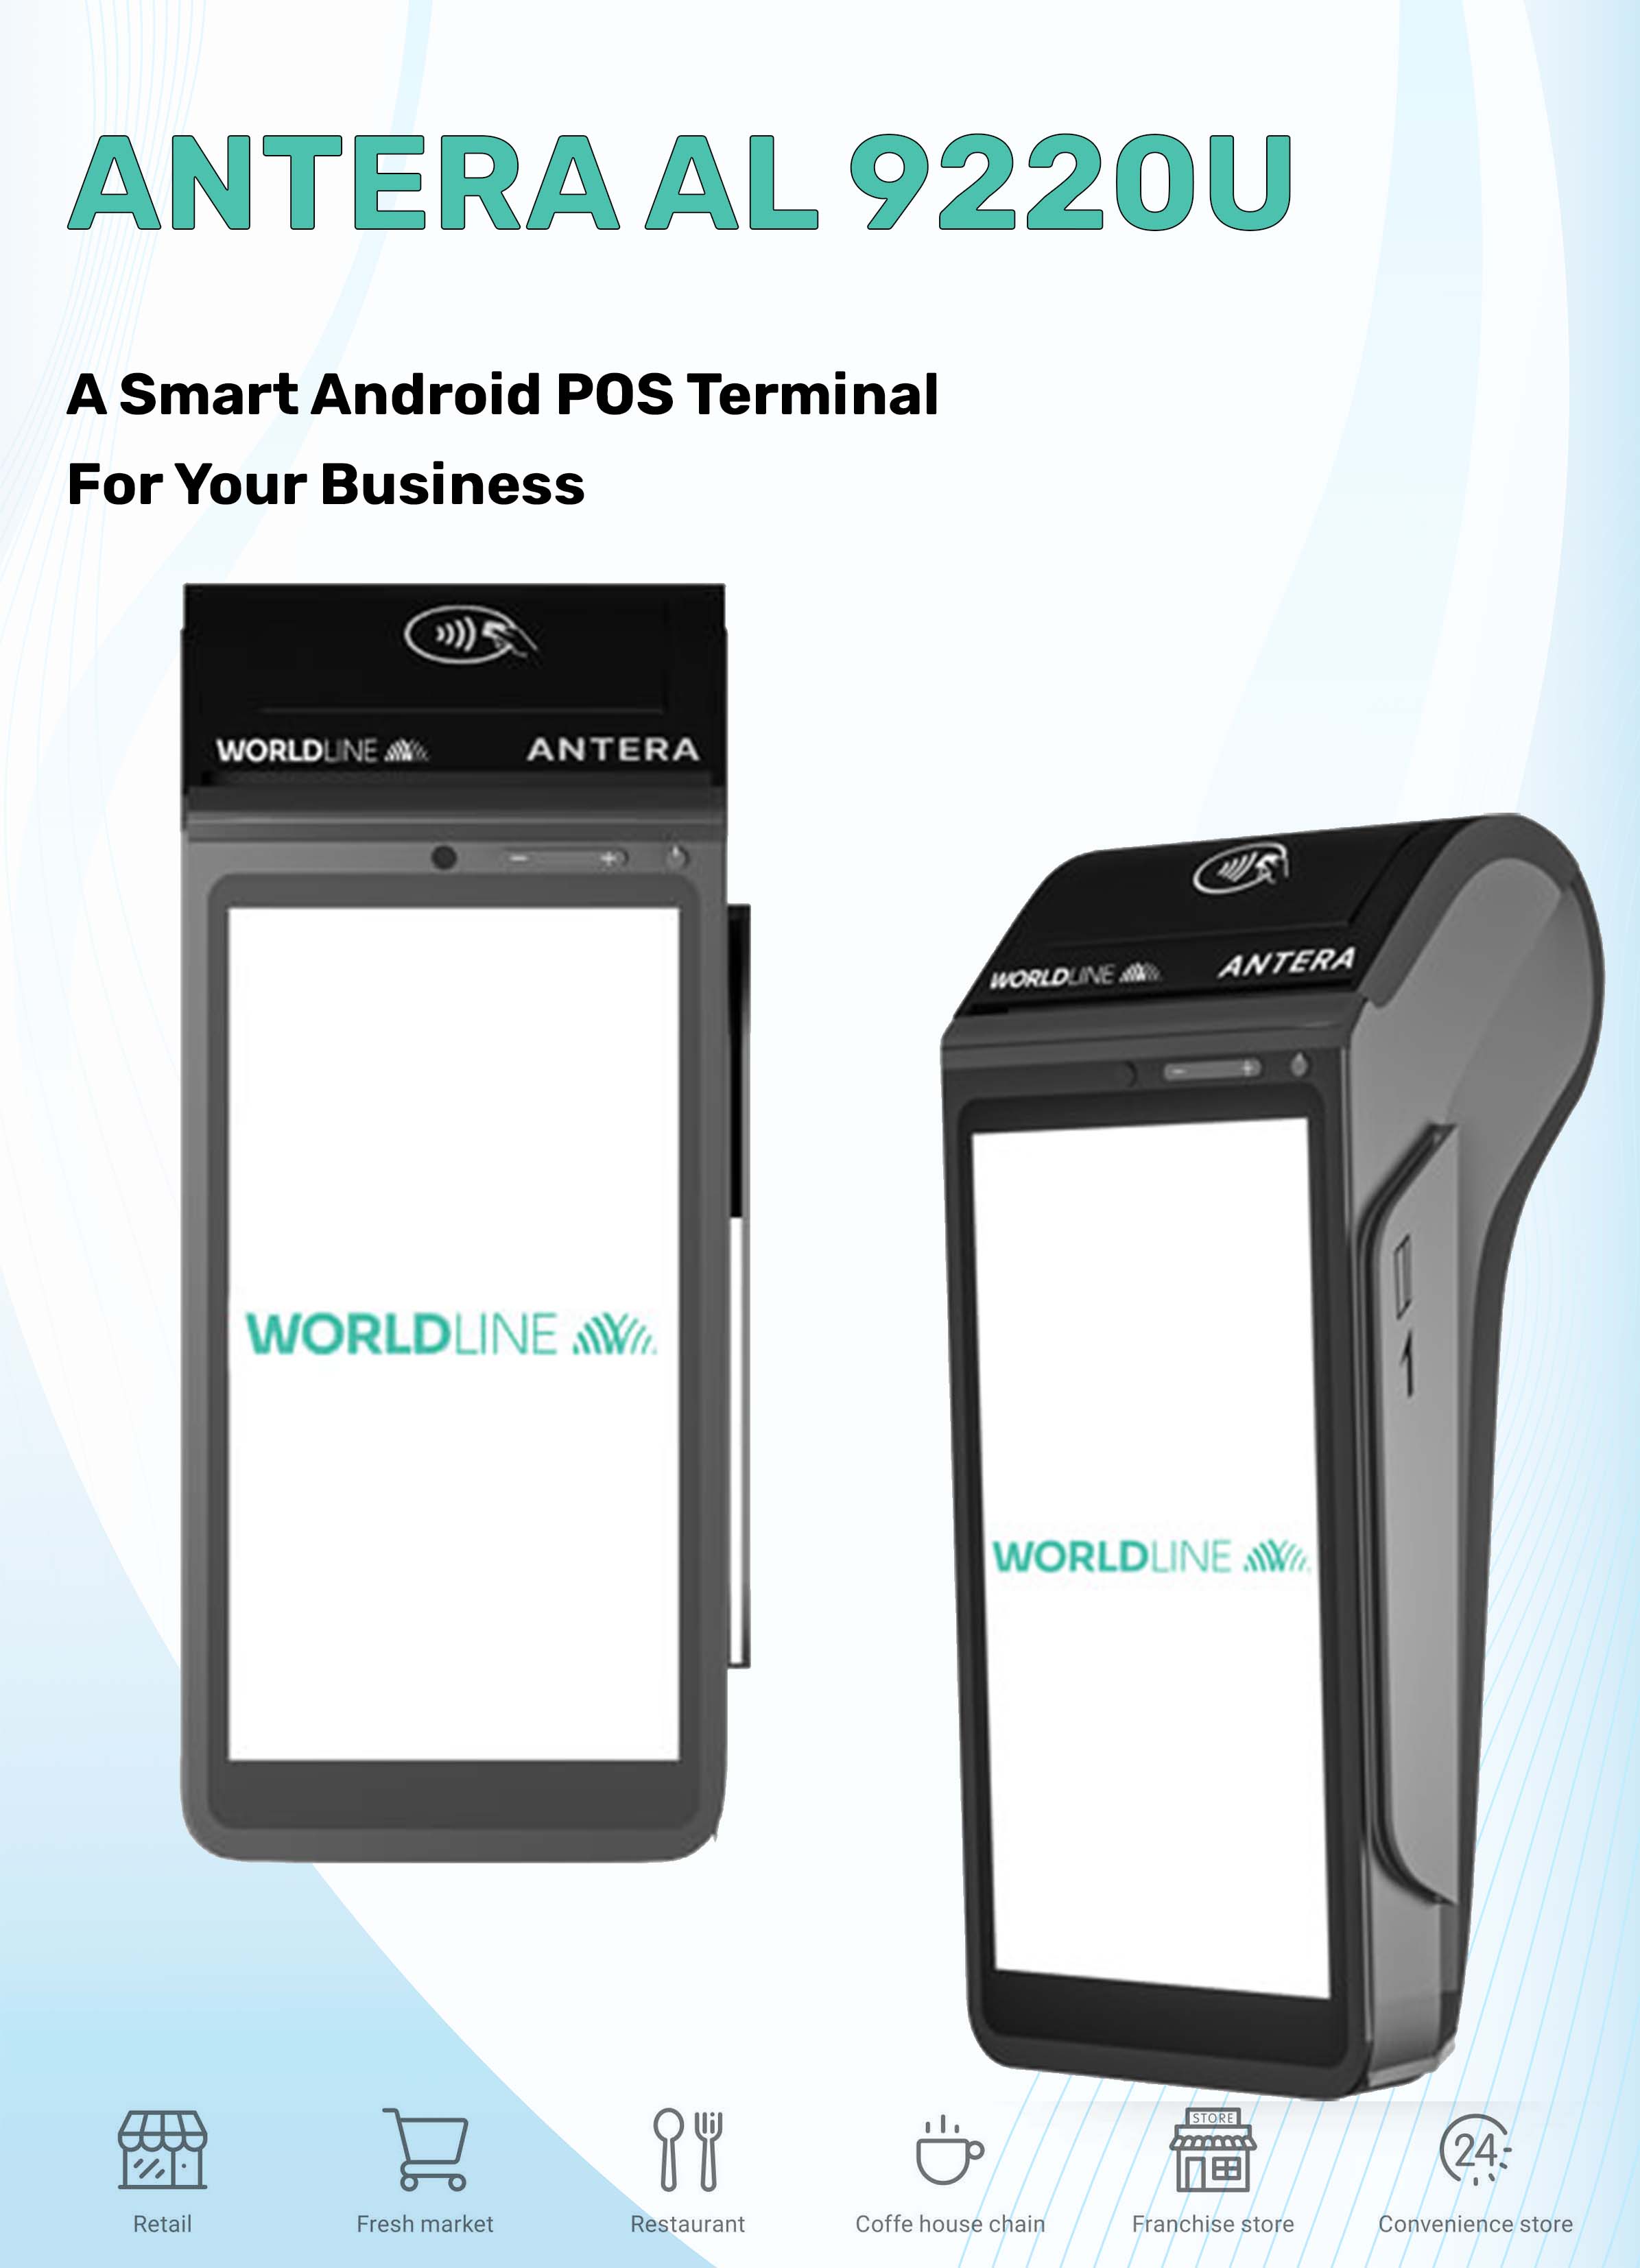 ANTERA AL 9220U
A Smart Android POS Terminal
For Your Business
WORLDLINE
ANTERA
WORLDLINE
WORLDLINE
ANTERA
1
WORLDLINE
STORE
24
Retail
Fresh market
Restaurant
Coffe house chain
Franchise store
Convenience store